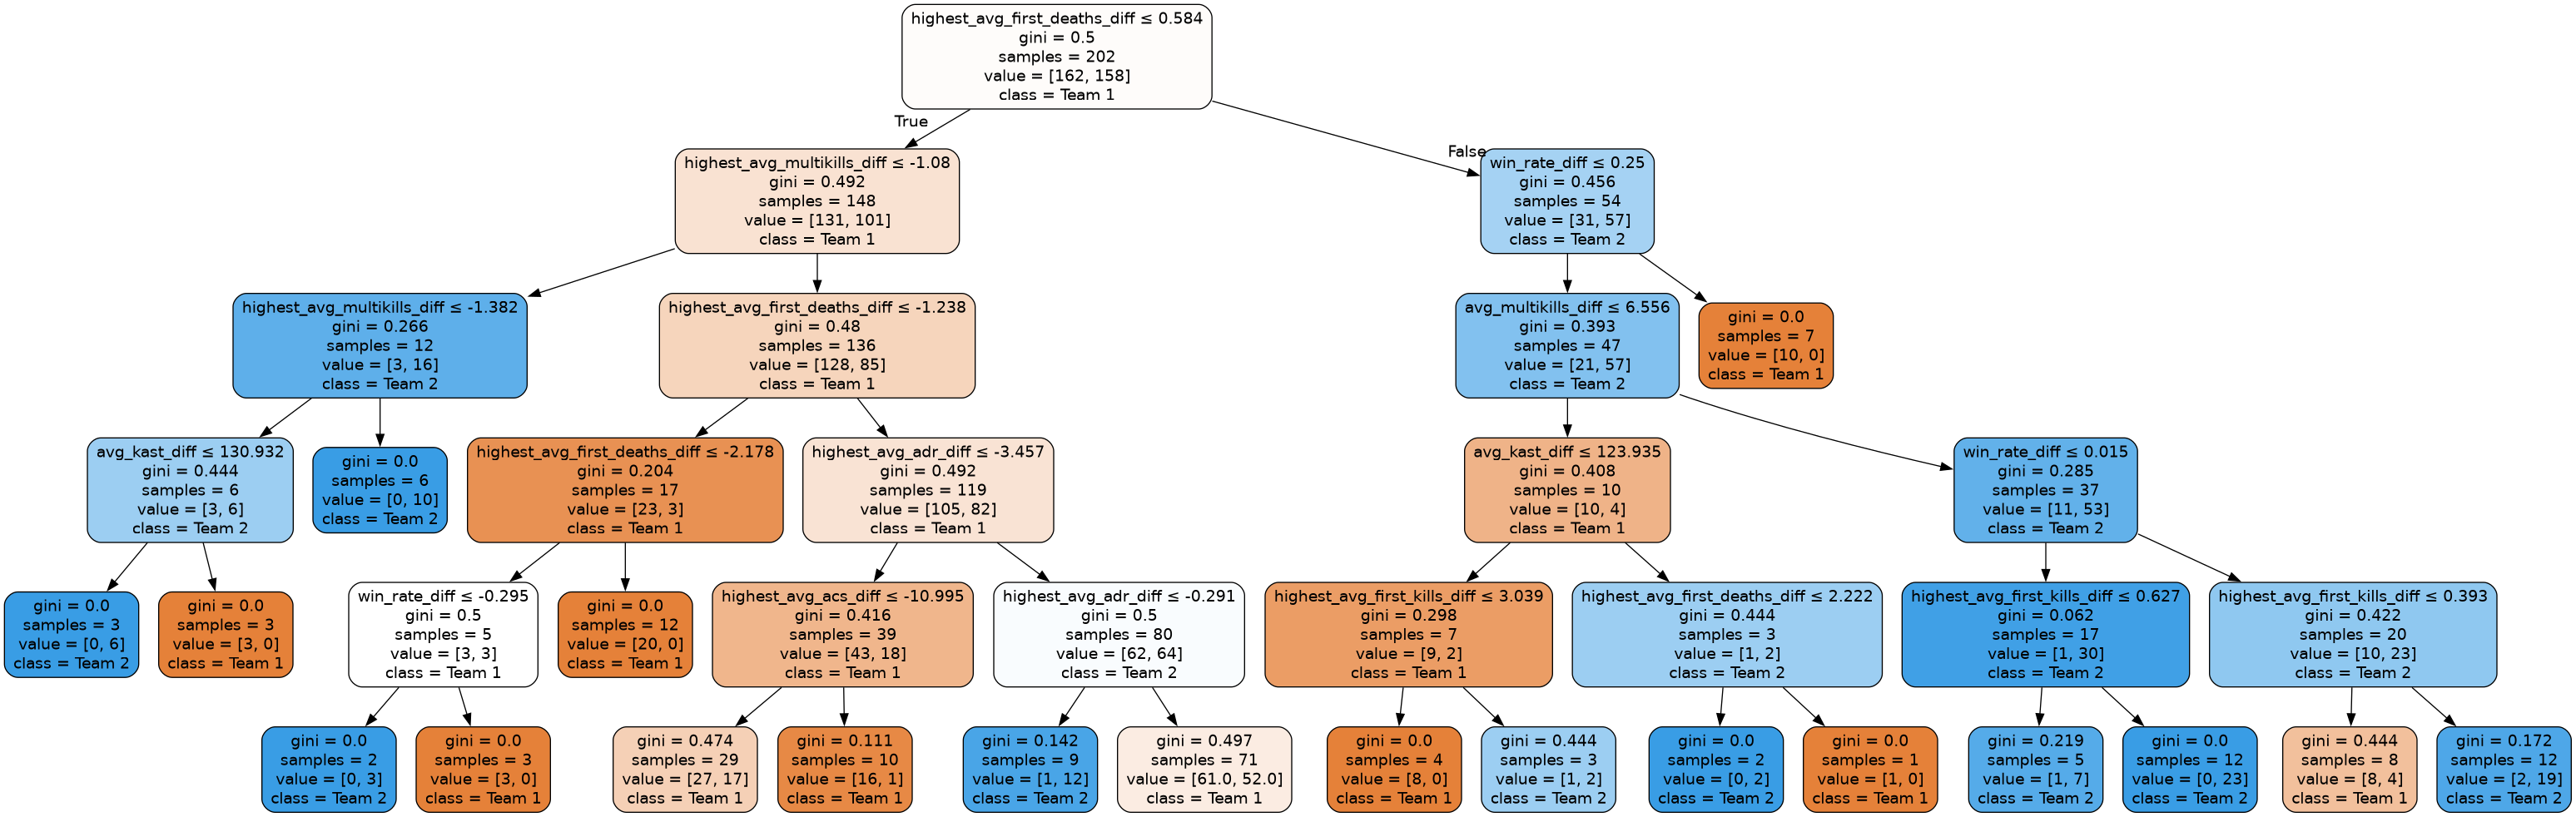 highest_avg_first_deaths_diff ≤ 0.584
gini = 0.5
samples = 202
value = [162, 158]
class = Team 1
True
False
highest_avg_multikills_diff ≤ -1.08
gini = 0.492
samples = 148
value = [131, 101]
class = Team 1
win_rate_diff ≤ 0.25
gini = 0.456
samples = 54
value = [31, 57]
class = Team 2
highest_avg_multikills_diff ≤ -1.382
gini = 0.266
samples = 12
value = [3, 16]
class = Team 2
highest_avg_first_deaths_diff ≤ -1.238
gini = 0.48
samples = 136
value = [128, 85]
class = Team 1
avg_multikills_diff ≤ 6.556
gini = 0.393
samples = 47
value = [21, 57]
class = Team 2
gini = 0.0
samples = 7
value = [10, 0]
class = Team 1
avg_kast_diff ≤ 130.932
gini = 0.444
samples = 6
value = [3, 6]
class = Team 2
gini = 0.0
samples = 6
value = [0, 10]
class = Team 2
highest_avg_first_deaths_diff ≤ -2.178
gini = 0.204
samples = 17
value = [23, 3]
class = Team 1
highest_avg_adr_diff ≤ -3.457
gini = 0.492
samples = 119
value = [105, 82]
class = Team 1
avg_kast_diff ≤ 123.935
gini = 0.408
samples = 10
value = [10, 4]
class = Team 1
win_rate_diff ≤ 0.015
gini = 0.285
samples = 37
value = [11, 53]
class = Team 2
gini = 0.0
samples = 3
value = [0, 6]
class = Team 2
gini = 0.0
samples = 3
value = [3, 0]
class = Team 1
win_rate_diff ≤ -0.295
gini = 0.5
samples = 5
value = [3, 3]
class = Team 1
gini = 0.0
samples = 12
value = [20, 0]
class = Team 1
highest_avg_acs_diff ≤ -10.995
gini = 0.416
samples = 39
value = [43, 18]
class = Team 1
highest_avg_adr_diff ≤ -0.291
gini = 0.5
samples = 80
value = [62, 64]
class = Team 2
highest_avg_first_kills_diff ≤ 3.039
gini = 0.298
samples = 7
value = [9, 2]
class = Team 1
highest_avg_first_deaths_diff ≤ 2.222
gini = 0.444
samples = 3
value = [1, 2]
class = Team 2
highest_avg_first_kills_diff ≤ 0.627
gini = 0.062
samples = 17
value = [1, 30]
class = Team 2
highest_avg_first_kills_diff ≤ 0.393
gini = 0.422
samples = 20
value = [10, 23]
class = Team 2
gini = 0.0
samples = 2
value = [0, 3]
class = Team 2
gini = 0.0
samples = 3
value = [3, 0]
class = Team 1
gini = 0.474
samples = 29
value = [27, 17]
class = Team 1
gini = 0.111
samples = 10
value = [16, 1]
class = Team 1
gini = 0.142
samples = 9
value = [1, 12]
class = Team 2
gini = 0.497
samples = 71
value = [61.0, 52.0]
class = Team 1
gini = 0.0
samples = 4
value = [8, 0]
class = Team 1
gini = 0.444
samples = 3
value = [1, 2]
class = Team 2
gini = 0.0
samples = 2
value = [0, 2]
class = Team 2
gini = 0.0
samples = 1
value = [1, 0]
class = Team 1
gini = 0.219
samples = 5
value = [1, 7]
class = Team 2
gini = 0.0
samples = 12
value = [0, 23]
class = Team 2
gini = 0.444
samples = 8
value = [8, 4]
class = Team 1
gini = 0.172
samples = 12
value = [2, 19]
class = Team 2